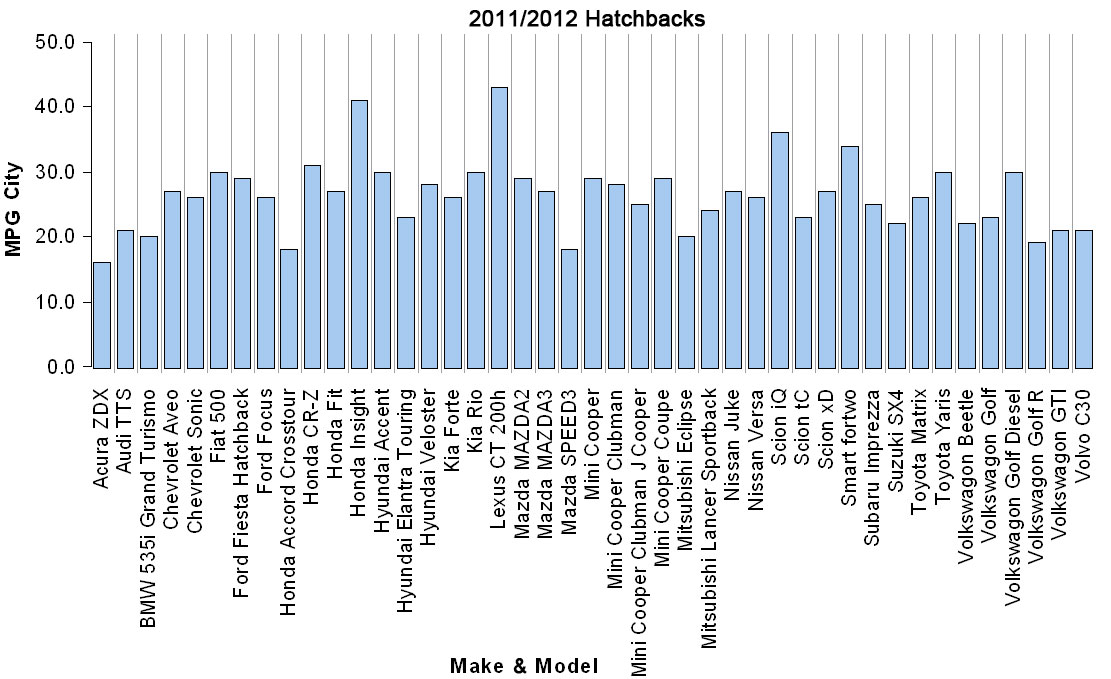 2011/2012 Hatchbacks
50.0
40.0
30.0
20.0
10.0
0.0
MPG City
Acura ZDX
Audi TTS
BMW 535i Grand Turismo
Chevrolet Aveo
Chevrolet Sonic
Fiat 500
Ford Fiesta Hatchback
Ford Focus
Honda Accord Crosstour
Honda CR-Z
Honda Fit
Honda Insight
Hyundai Accent
Hyundai Elantra Touring
Hyundai Veloster
Kia Forte
Kia Rio
Lexus CT 200h
Mazda MAZDA2
Mazda MAZDA3
Mazda SPEED3
Mini Cooper
Mini Cooper Clubman
Mini Cooper Clubman J Cooper
Mini Cooper Coupe
Mitsubishi Eclipse
Mitsubishi Lancer Sportback
Nissan Juke
Nissan Versa
Scion iQ
Scion tC
Scion xD
Smart fortwo
Subaru Imprezza
Suzuki SX4
Toyota Matrix
Toyota Yaris
Volkswagon Beetle
Volkswagon Golf
Volkswagon Golf Diesel
Volkswagon Golf R
Volkswagon GTI
Volvo C30
Make & Model